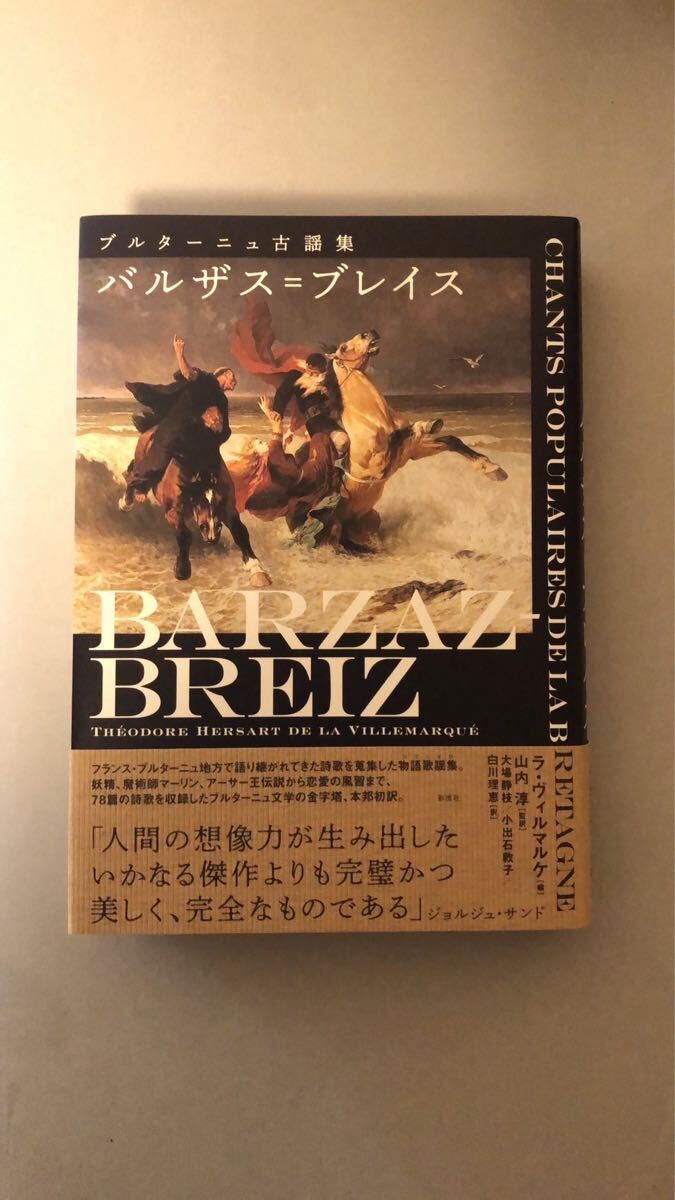 ブルターニュ古謡集
バルザス=ブレイス
BARZAZ-
BREIZ
THÉODORE HERSART DE LA VILLEMARQUÉ
CHANTS POPULAIRES DE LA BRETAGNE
フランス・ブルターニュ地方で語り継がれてきた詩歌を蒐集した物語歌謡集。
妖精、魔術師マーリン、アーサー王伝説から恋愛の風習まで、
78篇の詩歌を収録したブルターニュ文学の金字塔、本邦初訳。
彩流社
「人間の想像力が生み出した
いかなる傑作よりも完璧かつ
美しく、完全なものである」ジョルジュ・サンド
ラ・ヴィルマルケ[編]
山内 淳[監訳]
大場静枝 小出石敦子
白川理恵[訳]